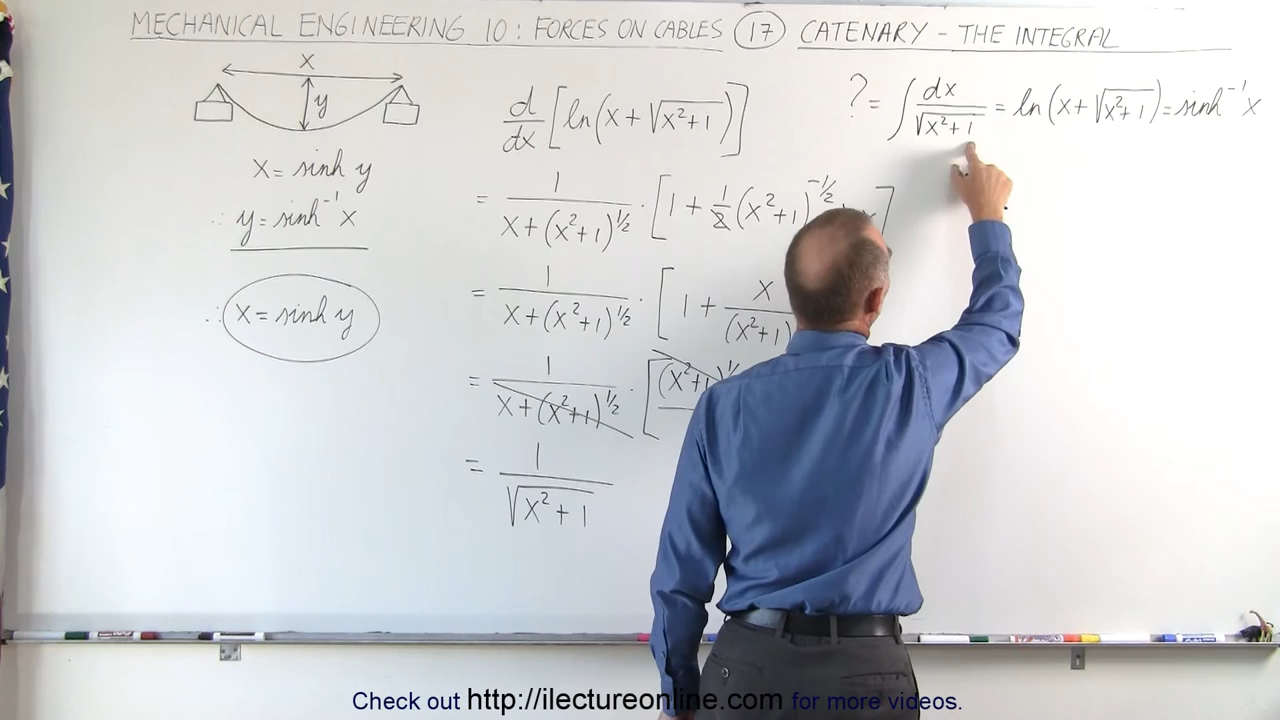 MECHANICAL ENGINEERING 10: FORCES ON CABLES (17) CATENARY - THE INTEGRAL
x
y
x = sinh y
∴ y = sinh⁻¹ x
∴ x = sinh y
d/dx [ln(x + √(x²+1))]
= 1/(x + (x²+1)^½) · [1 + 1/2 (x²+1)^-½
= 1/(x + (x²+1)^½) · [1 + x/(x²+1)
= 1/(x + (x²+1)^½) · [(x²+1)^½
= 1/√(x²+1)
? = ∫ dx/√(x²+1) = ln(x + √(x²+1)) = sinh⁻¹ x
Check out http://ilectureonline.com for more videos.